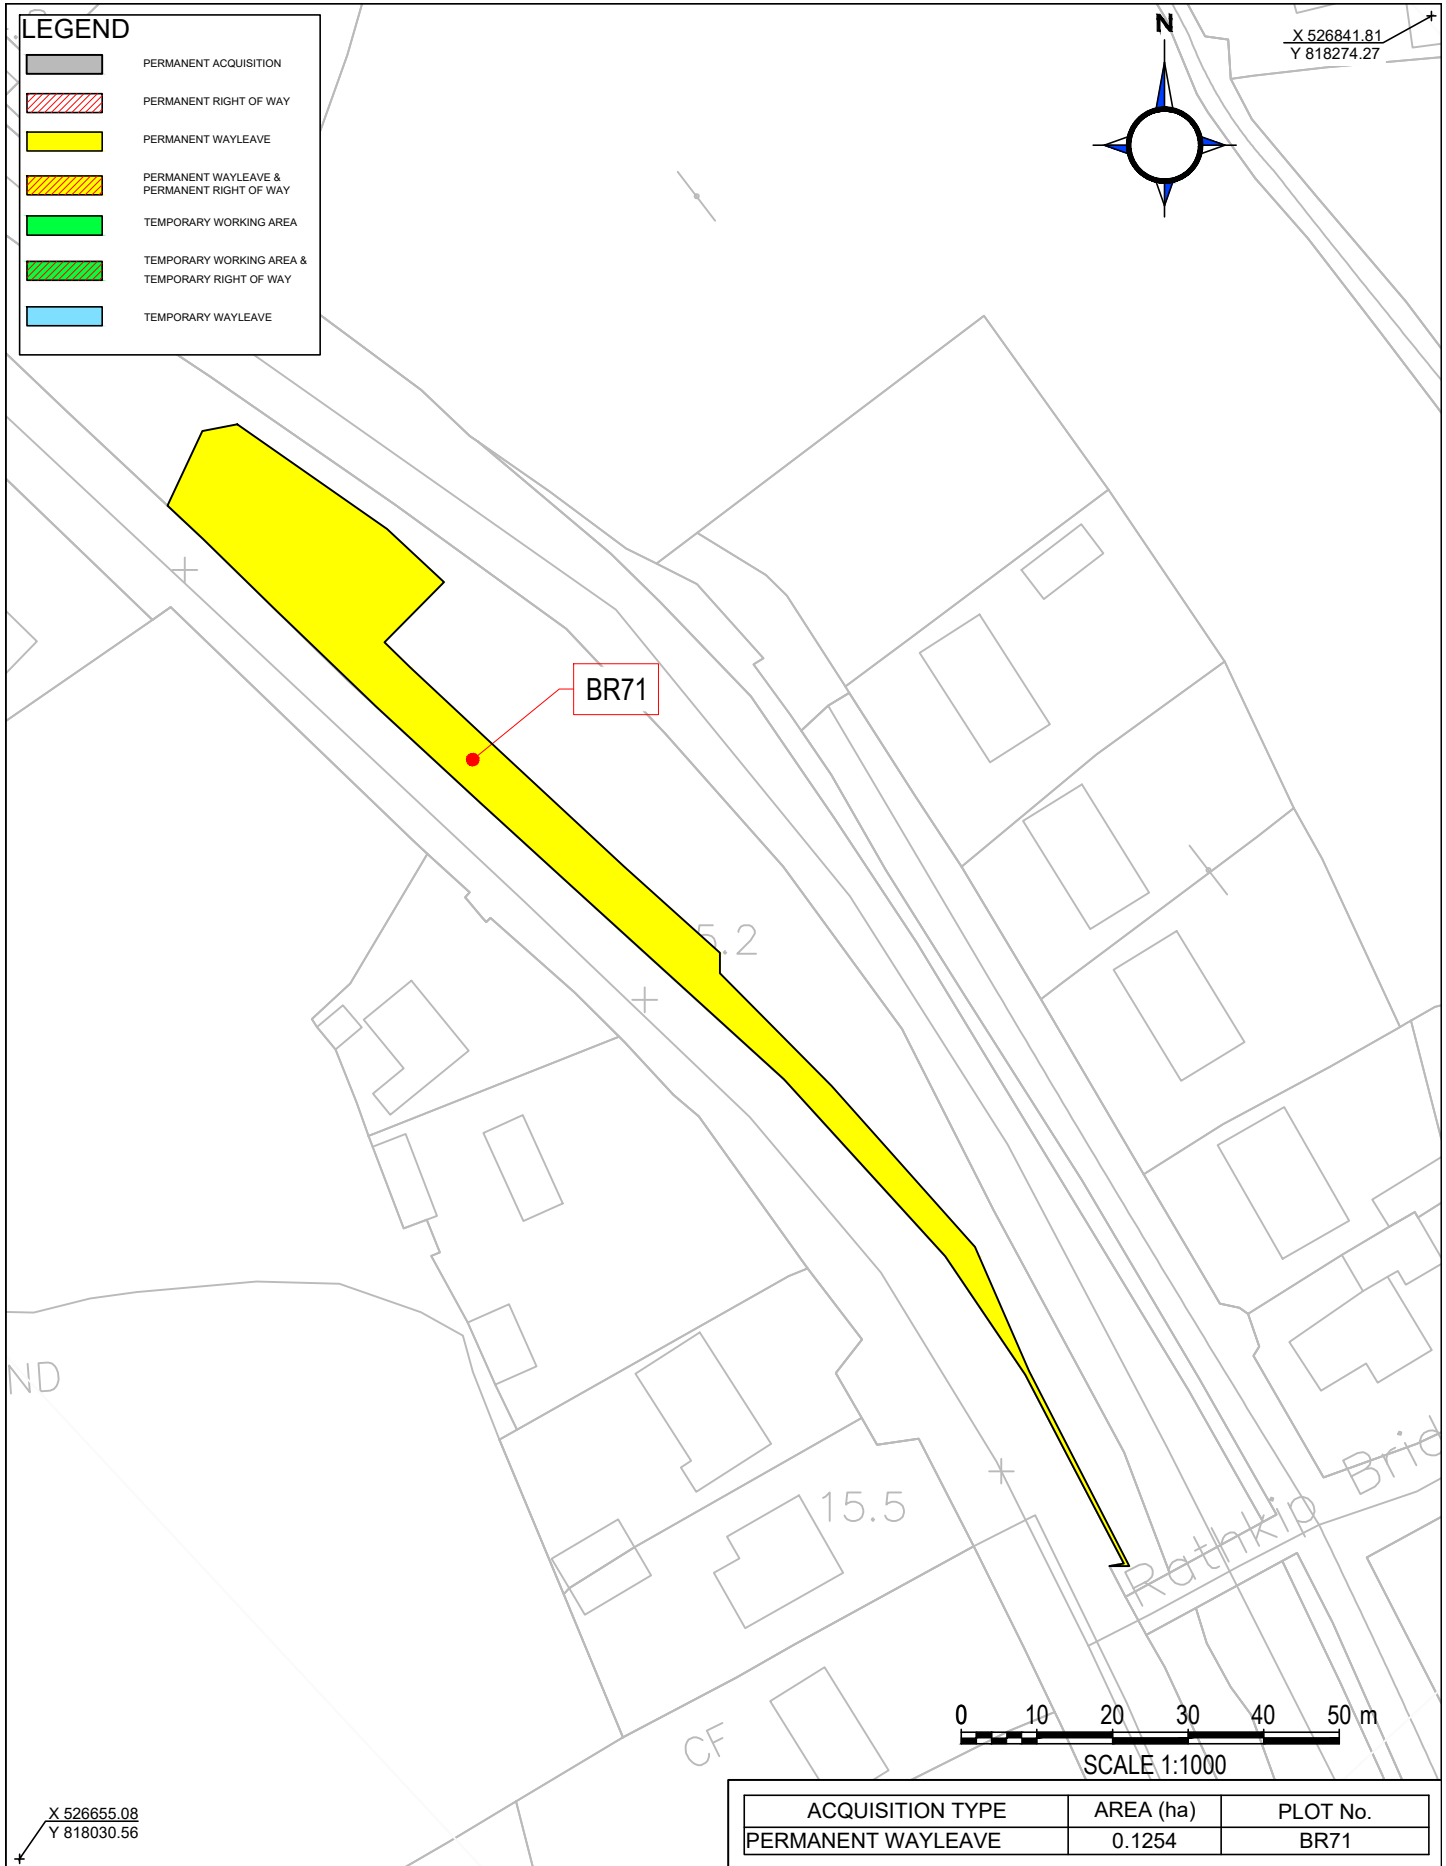 LEGEND
PERMANENT ACQUISITION
PERMANENT RIGHT OF WAY
PERMANENT WAYLEAVE
PERMANENT WAYLEAVE &
PERMANENT RIGHT OF WAY
TEMPORARY WORKING AREA
TEMPORARY WORKING AREA &
TEMPORARY RIGHT OF WAY
TEMPORARY WAYLEAVE
N
X 526841.81
Y 818274.27
BR71
5.2
ND
15.5
Rathkip Brid
CF
0 10 20 30 40 50 m
SCALE 1:1000
X 526655.08
Y 818030.56
ACQUISITION TYPE AREA (ha) PLOT No.
PERMANENT WAYLEAVE 0.1254 BR71